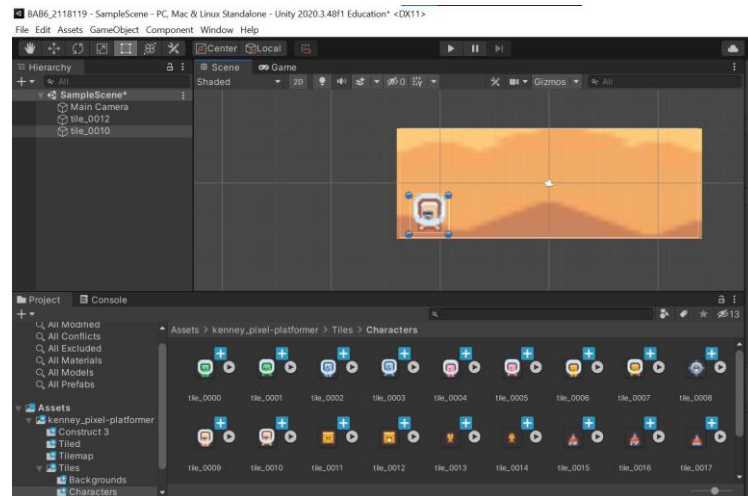 BAB6_2118119 - SampleScene - PC, Mac & Linux Standalone - Unity 2020.3.48f1 Education* <DX11>
File Edit Assets GameObject Component Window Help
Center Local
Hierarchy
All
SampleScene*
Main Camera
tile_0012
tile_0010
Scene Game
Shaded 2D 0 Gizmos All
Project Console
13
All Modified
All Conflicts
All Excluded
All Materials
All Models
All Prefabs
Assets
kenney_pixel-platformer
Construct 3
Tiled
Tilemap
Tiles
Backgrounds
Characters
Assets > kenney_pixel-platformer > Tiles > Characters
tile_0000 tile_0001 tile_0002 tile_0003 tile_0004 tile_0005 tile_0006 tile_0007 tile_0008
tile_0009 tile_0010 tile_0011 tile_0012 tile_0013 tile_0014 tile_0015 tile_0016 tile_0017